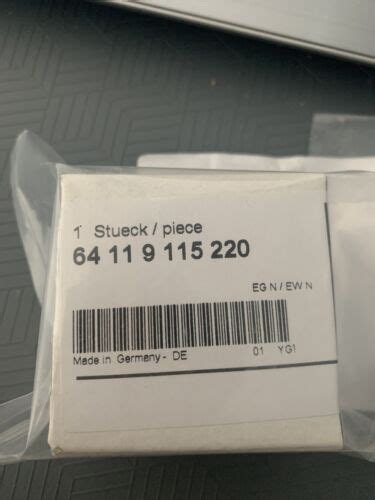 1 Stueck / piece
64 11 9 115 220
EG N / EW N
Made in Germany - DE 01 YG1